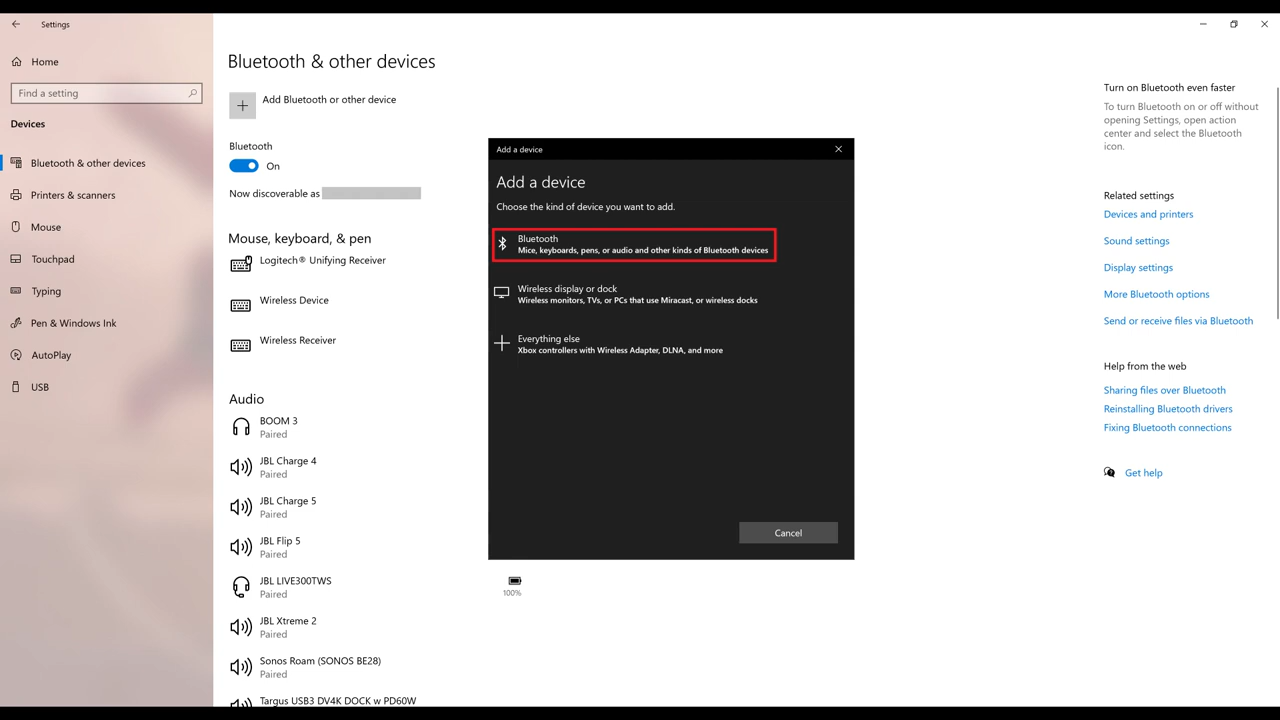 Settings
Home
Find a setting
Devices
Bluetooth & other devices
Printers & scanners
Mouse
Touchpad
Typing
Pen & Windows Ink
AutoPlay
USB
Bluetooth & other devices
Add Bluetooth or other device
Bluetooth
On
Now discoverable as
Mouse, keyboard, & pen
Logitech® Unifying Receiver
Wireless Device
Wireless Receiver
Audio
BOOM 3
Paired
JBL Charge 4
Paired
JBL Charge 5
Paired
JBL Flip 5
Paired
JBL LIVE300TWS
Paired
100%
JBL Xtreme 2
Paired
Sonos Roam (SONOS BE28)
Paired
Targus USB3 DV4K DOCK w PD60W
Add a device
Add a device
Choose the kind of device you want to add.
Bluetooth
Mice, keyboards, pens, or audio and other kinds of Bluetooth devices
Wireless display or dock
Wireless monitors, TVs, or PCs that use Miracast, or wireless docks
Everything else
Xbox controllers with Wireless Adapter, DLNA, and more
Cancel
Turn on Bluetooth even faster
To turn Bluetooth on or off without
opening Settings, open action
center and select the Bluetooth
icon.
Related settings
Devices and printers
Sound settings
Display settings
More Bluetooth options
Send or receive files via Bluetooth
Help from the web
Sharing files over Bluetooth
Reinstalling Bluetooth drivers
Fixing Bluetooth connections
Get help